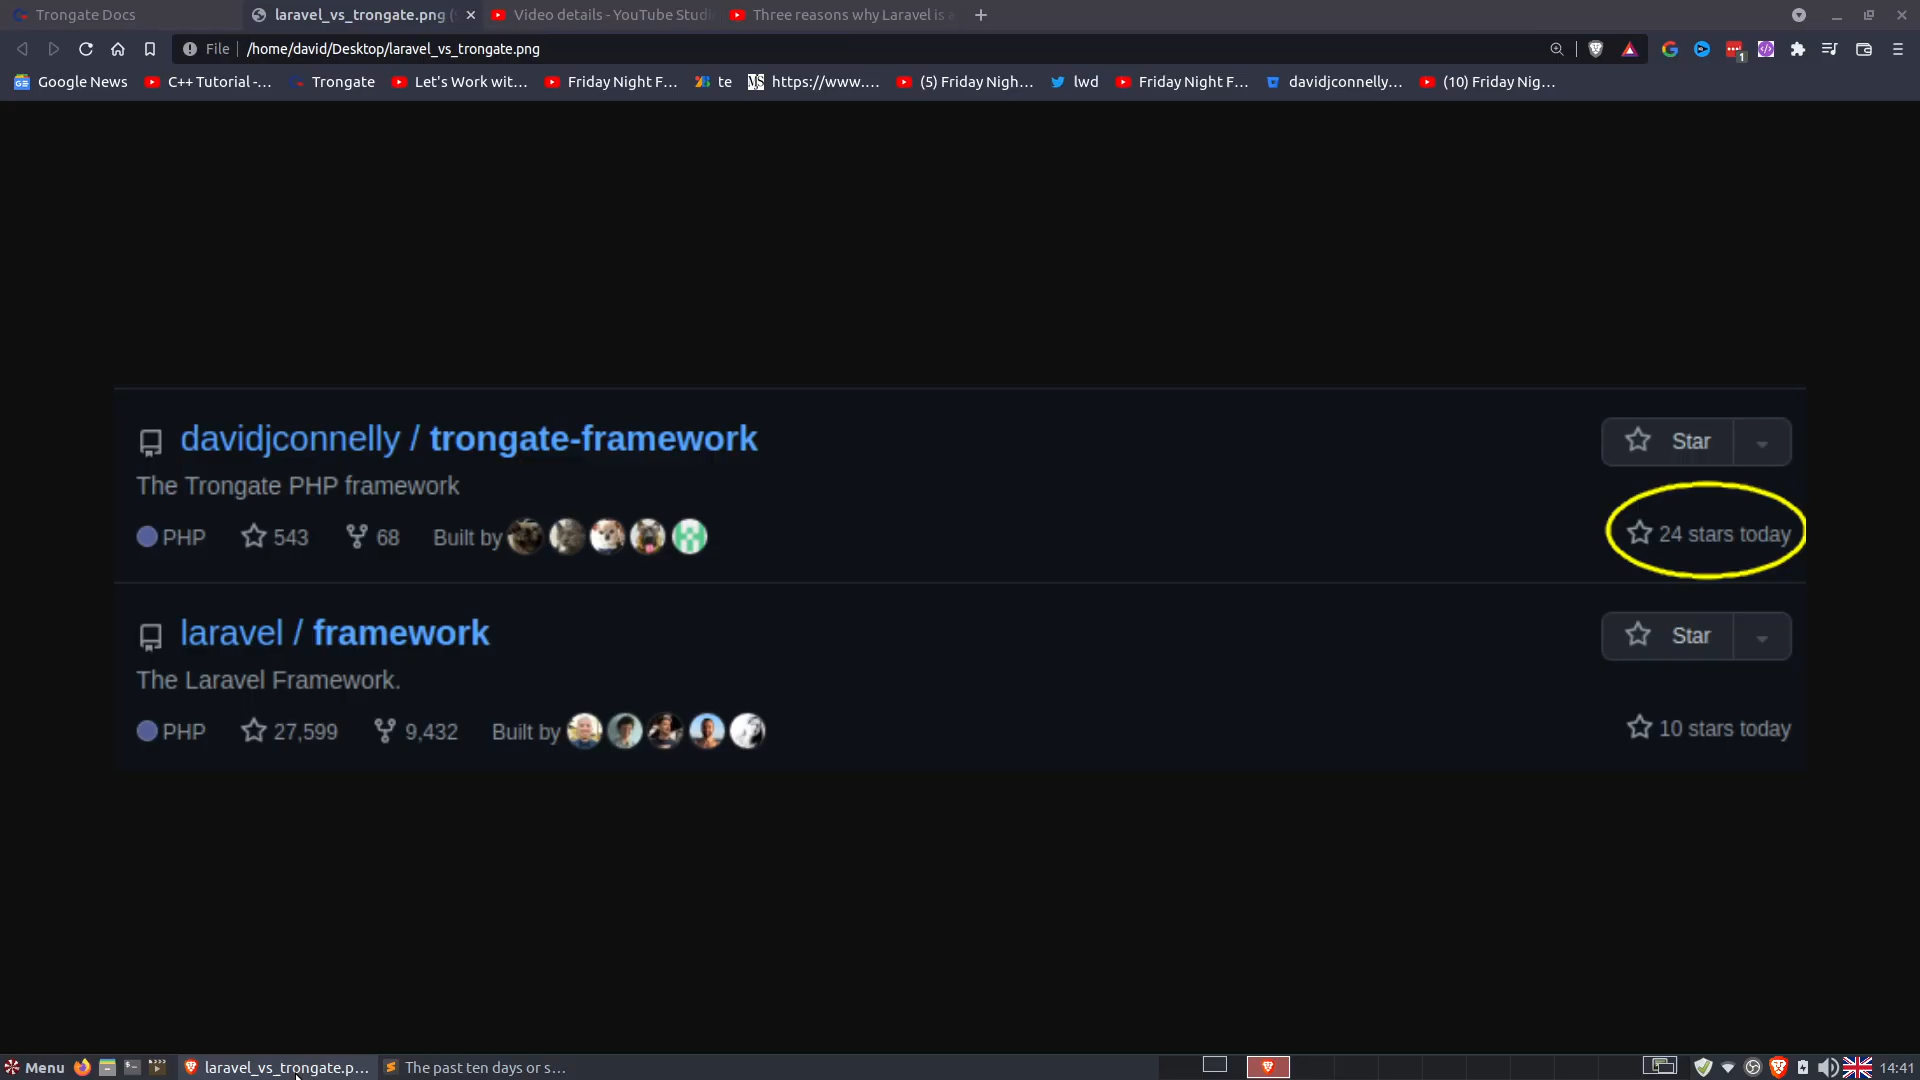 Trongate Docs
laravel_vs_trongate.png (
Video details - YouTube Studi
Three reasons why Laravel is a
File
/home/david/Desktop/laravel_vs_trongate.png
1
Google News
C++ Tutorial -...
Trongate
Let's Work wit...
Friday Night F...
te
https://www....
(5) Friday Nigh...
lwd
Friday Night F...
davidjconnelly...
(10) Friday Nig...
davidjconnelly / trongate-framework
Star
The Trongate PHP framework
PHP 543 68 Built by
24 stars today
laravel / framework
Star
The Laravel Framework.
PHP 27,599 9,432 Built by
10 stars today
Menu
laravel_vs_trongate.p...
The past ten days or s...
14:41